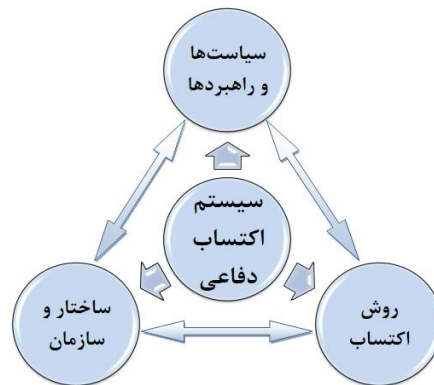 سیاست‌ها
و راهبردها
سیستم
اکتساب
دفاعی
ساختار و
سازمان
روش
اکتساب